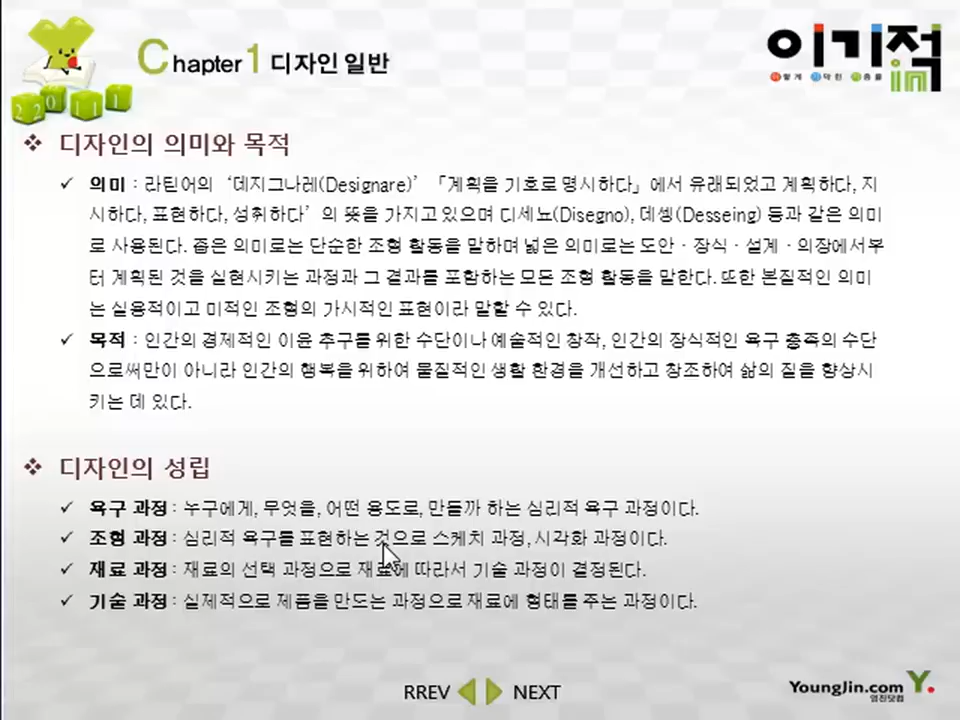 Chapter1 디자인 일반
이기적in
이렇게 기막힌 적중률
2011
❖ 디자인의 의미와 목적
✓ 의미 : 라틴어의 ‘데지그나레(Designare)’ 「계획을 기호로 명시하다」에서 유래되었고 계획하다, 지
시하다, 표현하다, 성취하다’의 뜻을 가지고 있으며 디세뇨(Disegno), 데생(Desseing) 등과 같은 의미
로 사용된다. 좁은 의미로는 단순한 조형 활동을 말하며 넓은 의미로는 도안 · 장식 · 설계 · 의장에서부
터 계획된 것을 실현시키는 과정과 그 결과를 포함하는 모든 조형 활동을 말한다. 또한 본질적인 의미
는 실용적이고 미적인 조형의 가시적인 표현이라 말할 수 있다.
✓ 목적 : 인간의 경제적인 이윤 추구를 위한 수단이나 예술적인 창작, 인간의 장식적인 욕구 충족의 수단
으로써만이 아니라 인간의 행복을 위하여 물질적인 생활 환경을 개선하고 창조하여 삶의 질을 향상시
키는 데 있다.
❖ 디자인의 성립
✓ 욕구 과정 : 누구에게, 무엇을, 어떤 용도로, 만들까 하는 심리적 욕구 과정이다.
✓ 조형 과정 : 심리적 욕구를 표현하는 것으로 스케치 과정, 시각화 과정이다.
✓ 재료 과정 : 재료의 선택 과정으로 재료에 따라서 기술 과정이 결정된다.
✓ 기술 과정 : 실제적으로 제품을 만드는 과정으로 재료에 형태를 주는 과정이다.
RREV NEXT
YoungJin.com Y.
영진닷컴